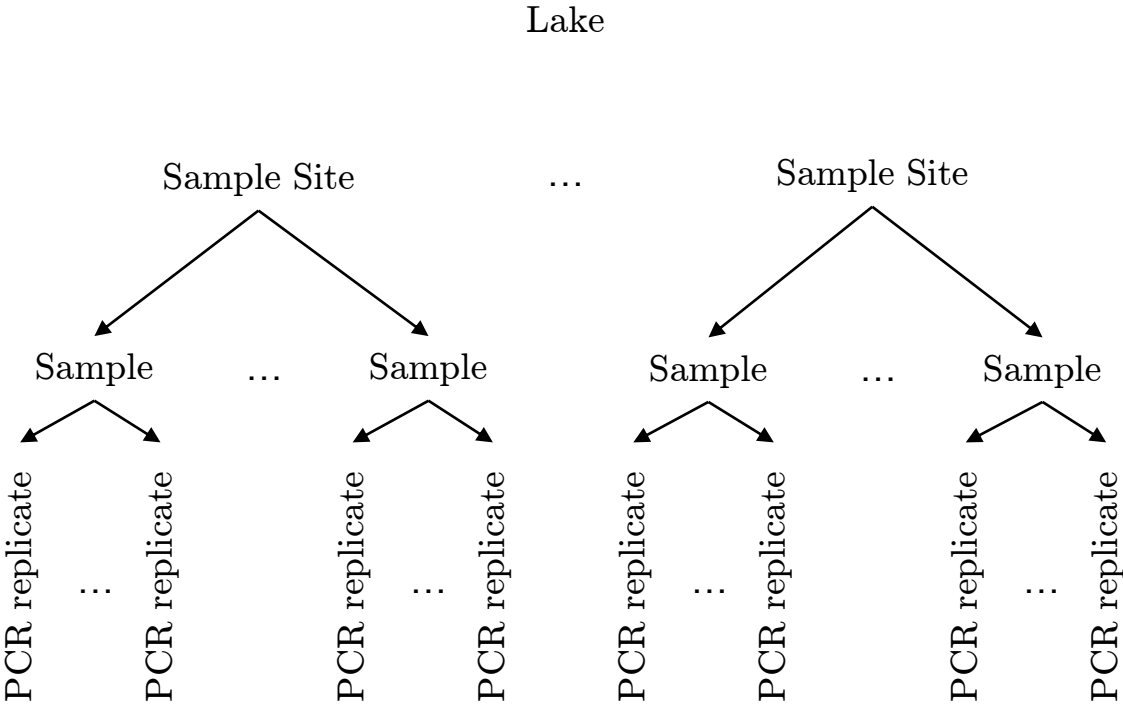 Lake
Sample Site ... Sample Site
Sample ... Sample Sample ... Sample
PCR replicate ... PCR replicate PCR replicate ... PCR replicate PCR replicate ... PCR replicate PCR replicate ... PCR replicate